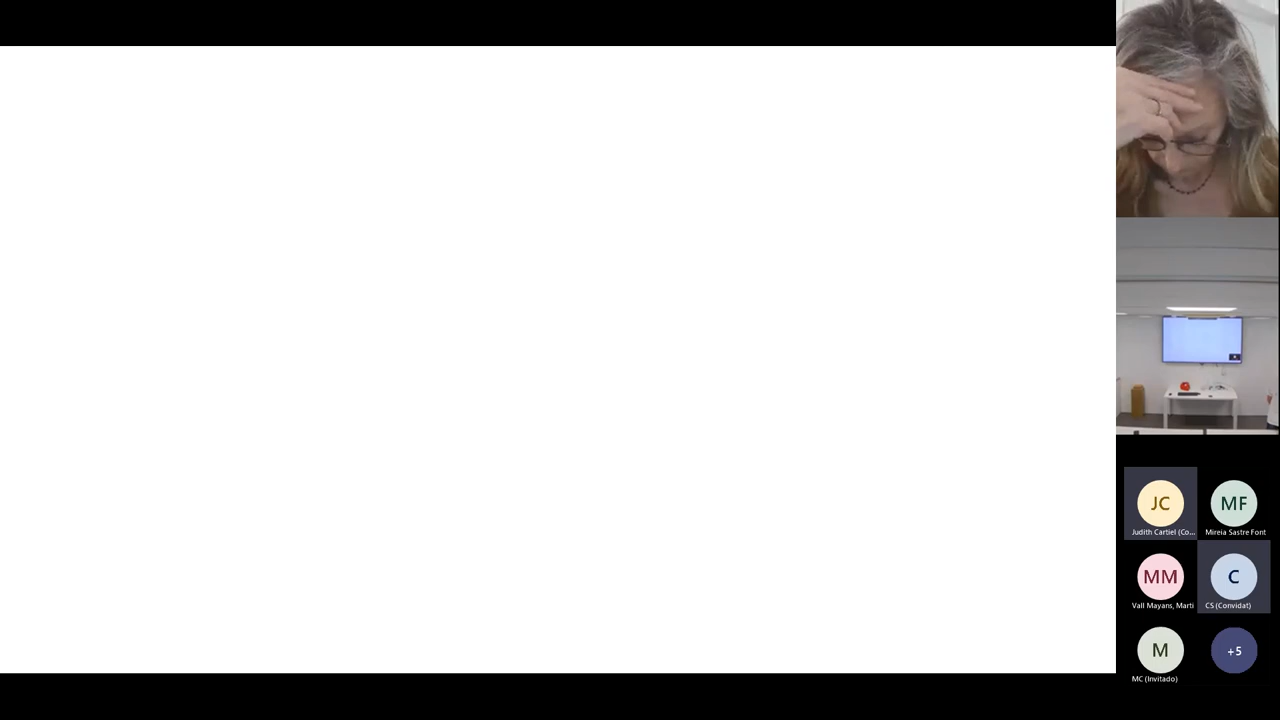 JC
MF
Judith Cartiel (Co...
Mireia Sastre Font
MM
C
Vall Mayans, Marti
CS (Convidat)
M
+5
MC (Invitado)